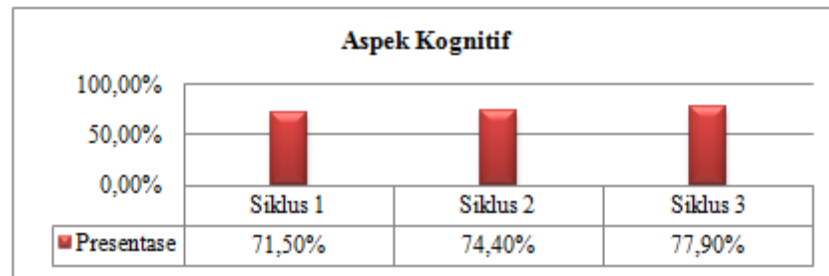 Aspek Kognitif
100,00%
50,00%
0,00%
Siklus 1 Siklus 2 Siklus 3
Presentase 71,50% 74,40% 77,90%